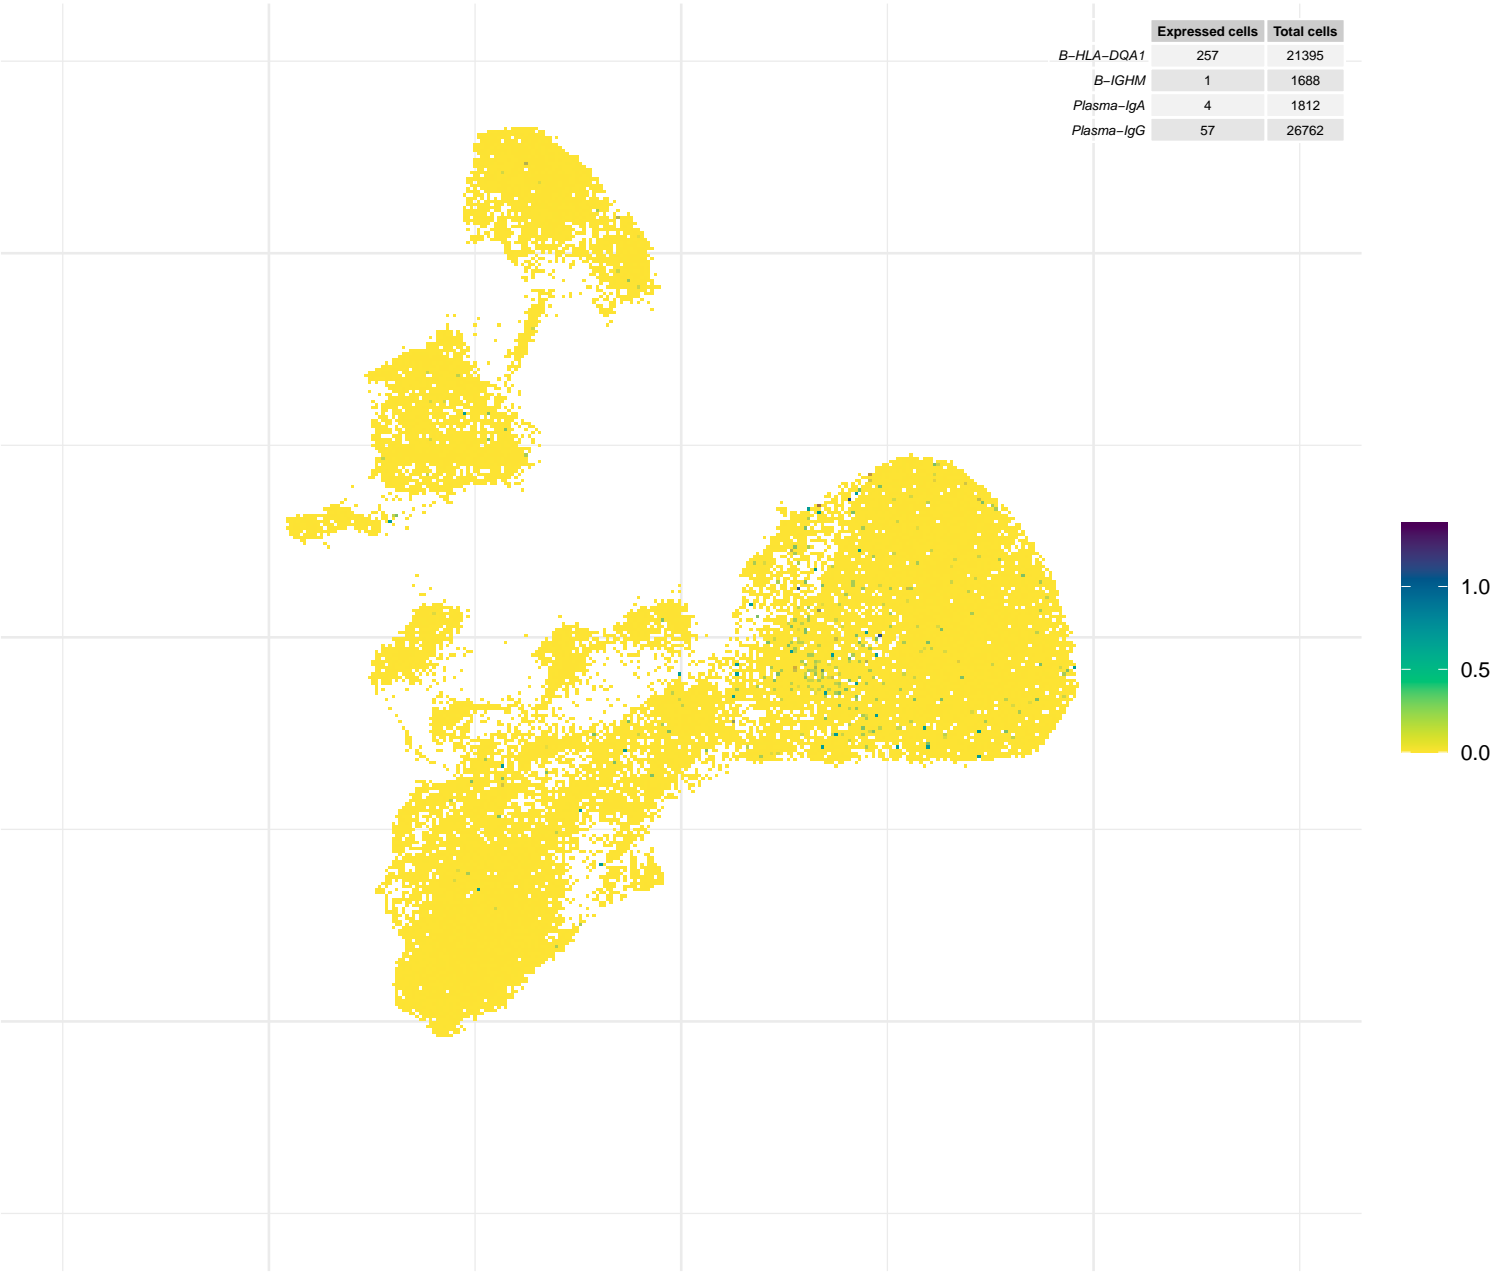 Expressed cells Total cells
B−HLA−DQA1 257 21395
B−IGHM 1 1688
Plasma−IgA 4 1812
Plasma−IgG 57 26762
1.0
0.5
0.0